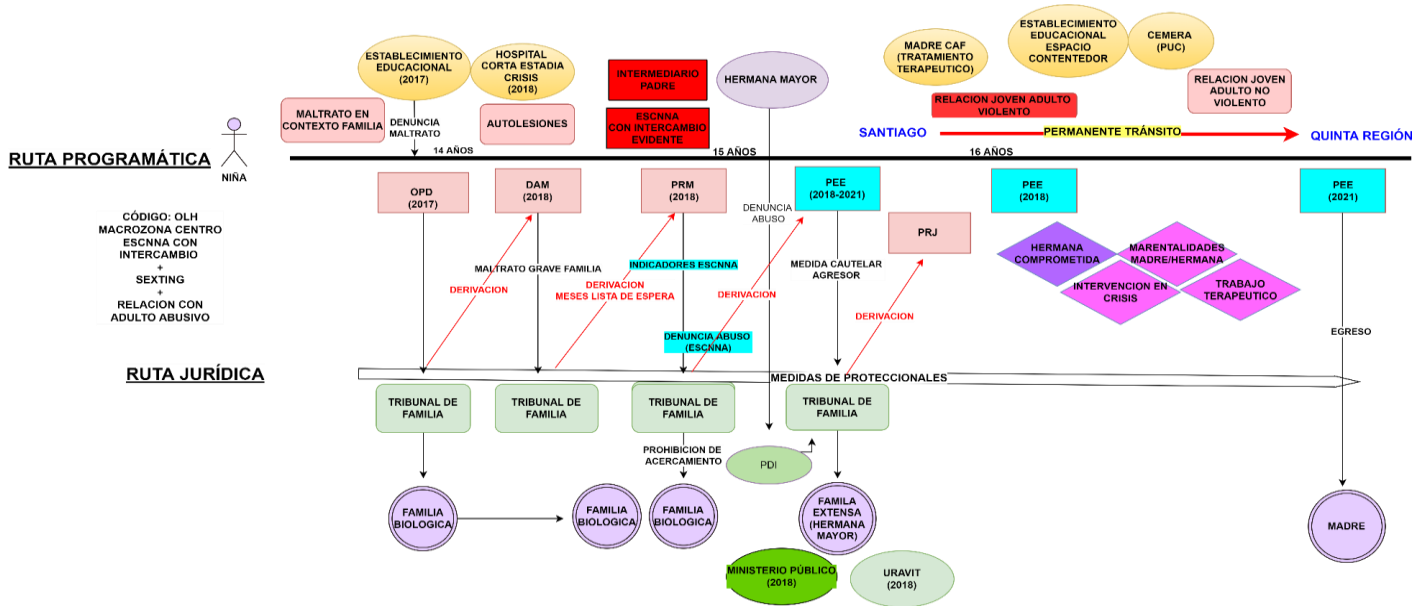 ESTABLECIMIENTO
EDUCACIONAL
(2017)
HOSPITAL
CORTA ESTADIA
CRISIS
(2018)
INTERMEDIARIO
PADRE
HERMANA MAYOR
MADRE CAF
(TRATAMIENTO
TERAPEUTICO)
ESTABLECIMIENTO
EDUCACIONAL
ESPACIO
CONTENEDOR
CEMERA
(PUC)
RELACION JOVEN
ADULTO NO
VIOLENTO
MALTRATO EN
CONTEXTO FAMILIA
DENUNCIA
MALTRATO
AUTOLESIONES
ESCNNA
CON INTERCAMBIO
EVIDENTE
RELACION JOVEN ADULTO
VIOLENTO
SANTIAGO
PERMANENTE TRÁNSITO
QUINTA REGIÓN
14 AÑOS
15 AÑOS
16 AÑOS
RUTA PROGRAMÁTICA
NIÑA
OPD
(2017)
DAM
(2018)
PRM
(2018)
PEE
(2018-2021)
PEE
(2018)
PEE
(2021)
DENUNCIA
ABUSO
PRJ
CÓDIGO: OLH
MACROZONA CENTRO
ESCNNA CON
INTERCAMBIO
+
SEXTING
+
RELACION CON
ADULTO ABUSIVO
MALTRATO GRAVE FAMILIA
INDICADORES ESCNNA
MEDIDA CAUTELAR
AGRESOR
HERMANA
COMPROMETIDA
MARENTALIDADES
MADRE/HERMANA
INTERVENCION EN
CRISIS
TRABAJO
TERAPEUTICO
DERIVACION
DERIVACION
MESES LISTA DE ESPERA
DERIVACION
DERIVACION
DENUNCIA ABUSO
(ESCNNA)
EGRESO
RUTA JURÍDICA
MEDIDAS DE PROTECCIONALES
TRIBUNAL DE
FAMILIA
TRIBUNAL DE
FAMILIA
TRIBUNAL DE
FAMILIA
TRIBUNAL DE
FAMILIA
PROHIBICION DE
ACERCAMIENTO
PDI
FAMILIA
BIOLOGICA
FAMILIA
BIOLOGICA
FAMILIA
BIOLOGICA
FAMILA
EXTENSA
(HERMANA
MAYOR)
MADRE
MINISTERIO PÚBLICO
(2018)
URAVIT
(2018)